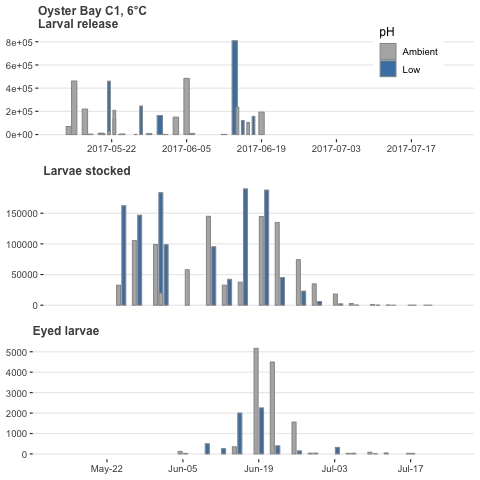 Oyster Bay C1, 6°C
Larval release
pH
Ambient
Low
8e+05
6e+05
4e+05
2e+05
0e+00
2017-05-22 2017-06-05 2017-06-19 2017-07-03 2017-07-17
Larvae stocked
150000
100000
50000
0
Eyed larvae
5000
4000
3000
2000
1000
0
May-22 Jun-05 Jun-19 Jul-03 Jul-17